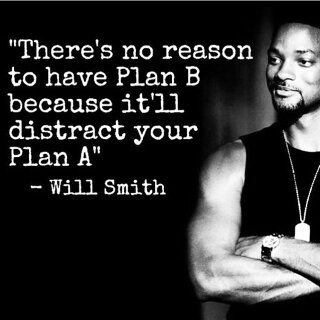 "There's no reason
to have Plan B
because it'll
distract your
Plan A"
- Will Smith